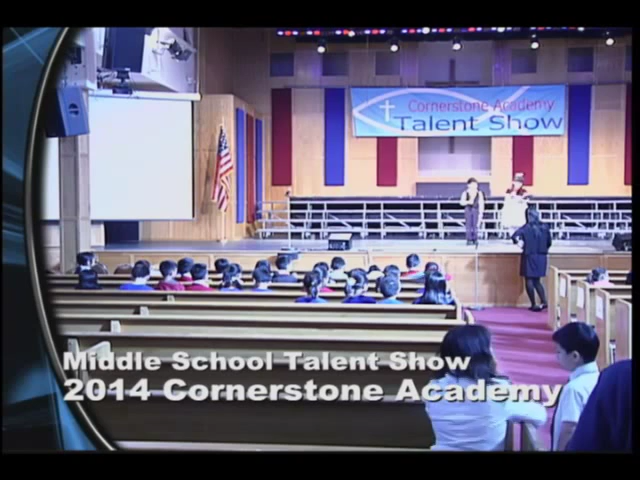 Cornerstone Academy
Talent Show
Middle School Talent Show
2014 Cornerstone Academy